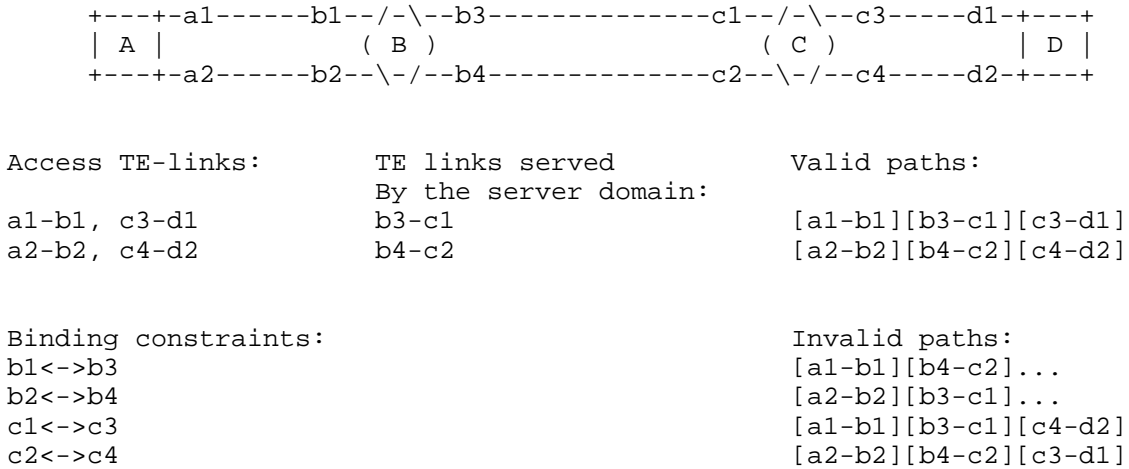 +---+-a1------b1--/-\--b3--------------c1--/-\--c3-----d1-+---+
| A |            ( B )                    ( C )           | D |
+---+-a2------b2--\-/--b4--------------c2--\-/--c4-----d2-+---+
Access TE-links:       TE links served            Valid paths:
                       By the server domain:
a1-b1, c3-d1           b3-c1                      [a1-b1][b3-c1][c3-d1]
a2-b2, c4-d2           b4-c2                      [a2-b2][b4-c2][c4-d2]
Binding constraints:                              Invalid paths:
b1<->b3                                           [a1-b1][b4-c2]...
b2<->b4                                           [a2-b2][b3-c1]...
c1<->c3                                           [a1-b1][b3-c1][c4-d2]
c2<->c4                                           [a2-b2][b4-c2][c3-d1]